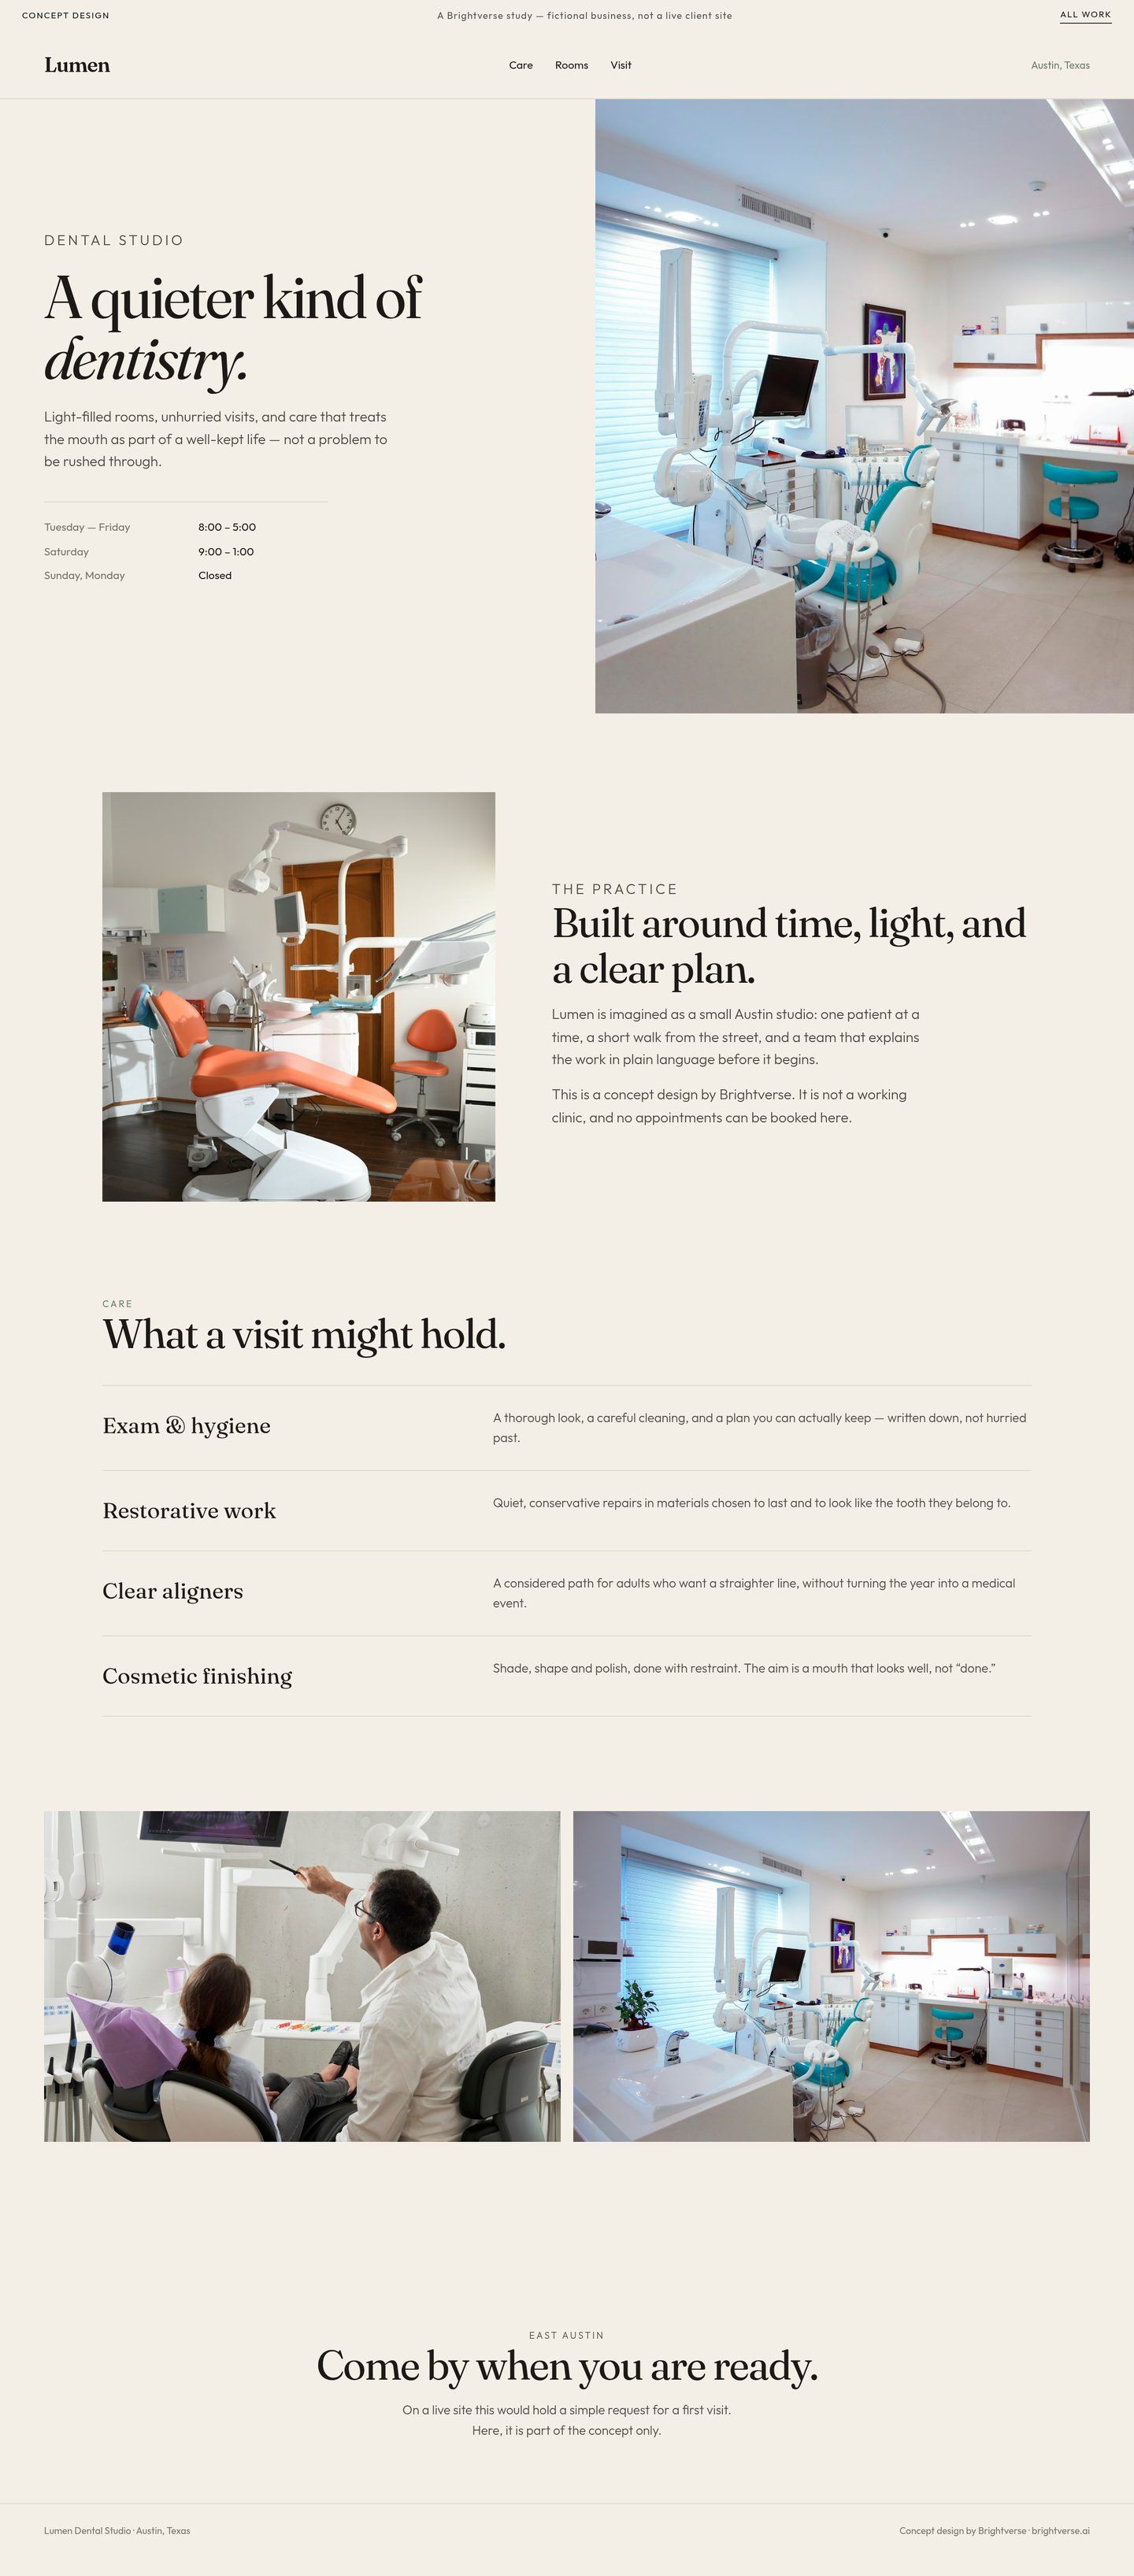 CONCEPT DESIGN
A Brightverse study — fictional business, not a live client site
ALL WORK
Lumen
Care
Rooms
Visit
Austin, Texas
DENTAL STUDIO
A quieter kind of
dentistry.
Light-filled rooms, unhurried visits, and care that treats
the mouth as part of a well-kept life — not a problem to
be rushed through.
Tuesday — Friday 8:00 – 5:00
Saturday 9:00 – 1:00
Sunday, Monday Closed
THE PRACTICE
Built around time, light, and
a clear plan.
Lumen is imagined as a small Austin studio: one patient at a
time, a short walk from the street, and a team that explains
the work in plain language before it begins.
This is a concept design by Brightverse. It is not a working
clinic, and no appointments can be booked here.
CARE
What a visit might hold.
Exam & hygiene
A thorough look, a careful cleaning, and a plan you can actually keep — written down, not hurried
past.
Restorative work
Quiet, conservative repairs in materials chosen to last and to look like the tooth they belong to.
Clear aligners
A considered path for adults who want a straighter line, without turning the year into a medical
event.
Cosmetic finishing
Shade, shape and polish, done with restraint. The aim is a mouth that looks well, not “done.”
EAST AUSTIN
Come by when you are ready.
On a live site this would hold a simple request for a first visit.
Here, it is part of the concept only.
Lumen Dental Studio · Austin, Texas
Concept design by Brightverse · brightverse.ai